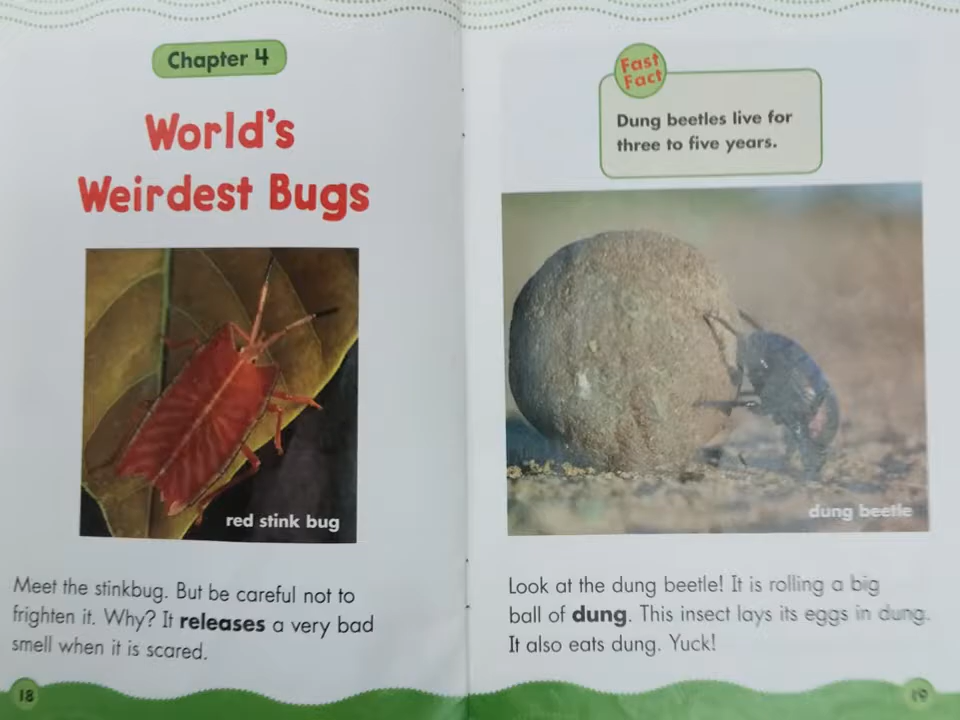 Chapter 4
World's
Weirdest Bugs
red stink bug
Meet the stinkbug. But be careful not to
frighten it. Why? It releases a very bad
smell when it is scared.
18
Fast
Fact
Dung beetles live for
three to five years.
dung beetle
Look at the dung beetle! It is rolling a big
ball of dung. This insect lays its eggs in dung.
It also eats dung. Yuck!
19